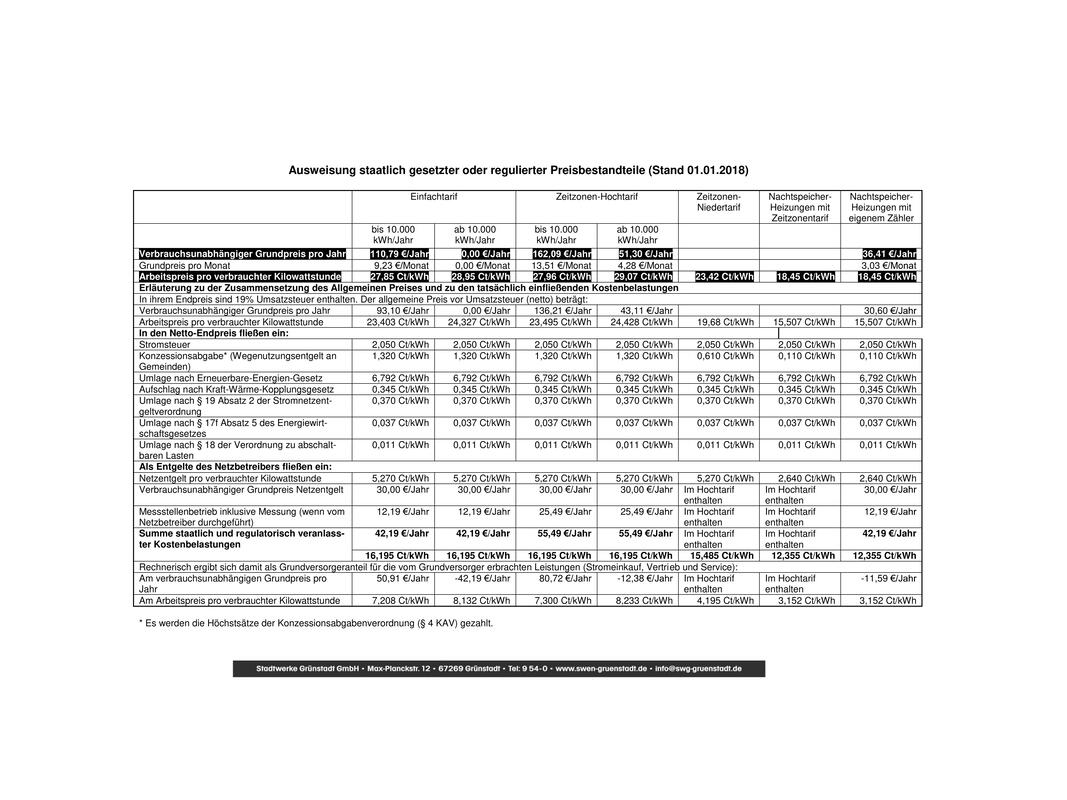 Ausweisung staatlich gesetzter oder regulierter Preisbestandteile (Stand 01.01.2018)
Einfachtarif Zeitzonen-Hochtarif Zeitzonen- Nachtspeicher- Nachtspeicher-
Niedertarif Heizungen mit Heizungen mit
Zeitzonentarif eigenem Zähler
bis 10.000 ab 10.000 bis 10.000 ab 10.000
kWh/Jahr kWh/Jahr kWh/Jahr kWh/Jahr
Verbrauchsunabhängiger Grundpreis pro Jahr 110,79 €/Jahr 0,00 €/Jahr 162,09 €/Jahr 51,30 €/Jahr 36,41 €/Jahr
Grundpreis pro Monat 9,23 €/Monat 0,00 €/Monat 13,51 €/Monat 4,28 €/Monat 3,03 €/Monat
Arbeitspreis pro verbrauchter Kilowattstunde 27,85 Ct/kWh 28,95 Ct/kWh 27,96 Ct/kWh 29,07 Ct/kWh 23,42 Ct/kWh 18,45 Ct/kWh 18,45 Ct/kWh
Erläuterung zu der Zusammensetzung des Allgemeinen Preises und zu den tatsächlich einfließenden Kostenbelastungen
In ihrem Endpreis sind 19% Umsatzsteuer enthalten. Der allgemeine Preis vor Umsatzsteuer (netto) beträgt:
Verbrauchsunabhängiger Grundpreis pro Jahr 93,10 €/Jahr 0,00 €/Jahr 136,21 €/Jahr 43,11 €/Jahr 30,60 €/Jahr
Arbeitspreis pro verbrauchter Kilowattstunde 23,403 Ct/kWh 24,327 Ct/kWh 23,495 Ct/kWh 24,428 Ct/kWh 19,68 Ct/kWh 15,507 Ct/kWh 15,507 Ct/kWh
In den Netto-Endpreis fließen ein:
Stromsteuer 2,050 Ct/kWh 2,050 Ct/kWh 2,050 Ct/kWh 2,050 Ct/kWh 2,050 Ct/kWh 2,050 Ct/kWh 2,050 Ct/kWh
Konzessionsabgabe* (Wegenutzungsentgelt an 1,320 Ct/kWh 1,320 Ct/kWh 1,320 Ct/kWh 1,320 Ct/kWh 0,610 Ct/kWh 0,110 Ct/kWh 0,110 Ct/kWh
Gemeinden)
Umlage nach Erneuerbare-Energien-Gesetz 6,792 Ct/kWh 6,792 Ct/kWh 6,792 Ct/kWh 6,792 Ct/kWh 6,792 Ct/kWh 6,792 Ct/kWh 6,792 Ct/kWh
Aufschlag nach Kraft-Wärme-Kopplungsgesetz 0,345 Ct/kWh 0,345 Ct/kWh 0,345 Ct/kWh 0,345 Ct/kWh 0,345 Ct/kWh 0,345 Ct/kWh 0,345 Ct/kWh
Umlage nach § 19 Absatz 2 der Stromnetzent- 0,370 Ct/kWh 0,370 Ct/kWh 0,370 Ct/kWh 0,370 Ct/kWh 0,370 Ct/kWh 0,370 Ct/kWh 0,370 Ct/kWh
geltverordnung
Umlage nach § 17f Absatz 5 des Energiewirt- 0,037 Ct/kWh 0,037 Ct/kWh 0,037 Ct/kWh 0,037 Ct/kWh 0,037 Ct/kWh 0,037 Ct/kWh 0,037 Ct/kWh
schaftsgesetzes
Umlage nach § 18 der Verordnung zu abschalt- 0,011 Ct/kWh 0,011 Ct/kWh 0,011 Ct/kWh 0,011 Ct/kWh 0,011 Ct/kWh 0,011 Ct/kWh 0,011 Ct/kWh
baren Lasten
Als Entgelte des Netzbetreibers fließen ein:
Netzentgelt pro verbrauchter Kilowattstunde 5,270 Ct/kWh 5,270 Ct/kWh 5,270 Ct/kWh 5,270 Ct/kWh 5,270 Ct/kWh 2,640 Ct/kWh 2,640 Ct/kWh
Verbrauchsunabhängiger Grundpreis Netzentgelt 30,00 €/Jahr 30,00 €/Jahr 30,00 €/Jahr 30,00 €/Jahr Im Hochtarif Im Hochtarif 30,00 €/Jahr
enthalten enthalten
Messstellenbetrieb inklusive Messung (wenn vom 12,19 €/Jahr 12,19 €/Jahr 25,49 €/Jahr 25,49 €/Jahr Im Hochtarif Im Hochtarif 12,19 €/Jahr
Netzbetreiber durchgeführt) enthalten enthalten
Summe staatlich und regulatorisch veranlass- 42,19 €/Jahr 42,19 €/Jahr 55,49 €/Jahr 55,49 €/Jahr Im Hochtarif Im Hochtarif 42,19 €/Jahr
ter Kostenbelastungen enthalten enthalten
16,195 Ct/kWh 16,195 Ct/kWh 16,195 Ct/kWh 16,195 Ct/kWh 15,485 Ct/kWh 12,355 Ct/kWh 12,355 Ct/kWh
Rechnerisch ergibt sich damit als Grundversorgeranteil für die vom Grundversorger erbrachten Leistungen (Stromeinkauf, Vertrieb und Service):
Am verbrauchsunabhängigen Grundpreis pro 50,91 €/Jahr -42,19 €/Jahr 80,72 €/Jahr -12,38 €/Jahr Im Hochtarif Im Hochtarif -11,59 €/Jahr
Jahr enthalten enthalten
Am Arbeitspreis pro verbrauchter Kilowattstunde 7,208 Ct/kWh 8,132 Ct/kWh 7,300 Ct/kWh 8,233 Ct/kWh 4,195 Ct/kWh 3,152 Ct/kWh 3,152 Ct/kWh
* Es werden die Höchstsätze der Konzessionsabgabenverordnung (§ 4 KAV) gezahlt.
Stadtwerke Grünstadt GmbH • Max-Planckstr. 12 • 67269 Grünstadt • Tel: 9 54-0 • www.swen-gruenstadt.de • info@swg-gruenstadt.de